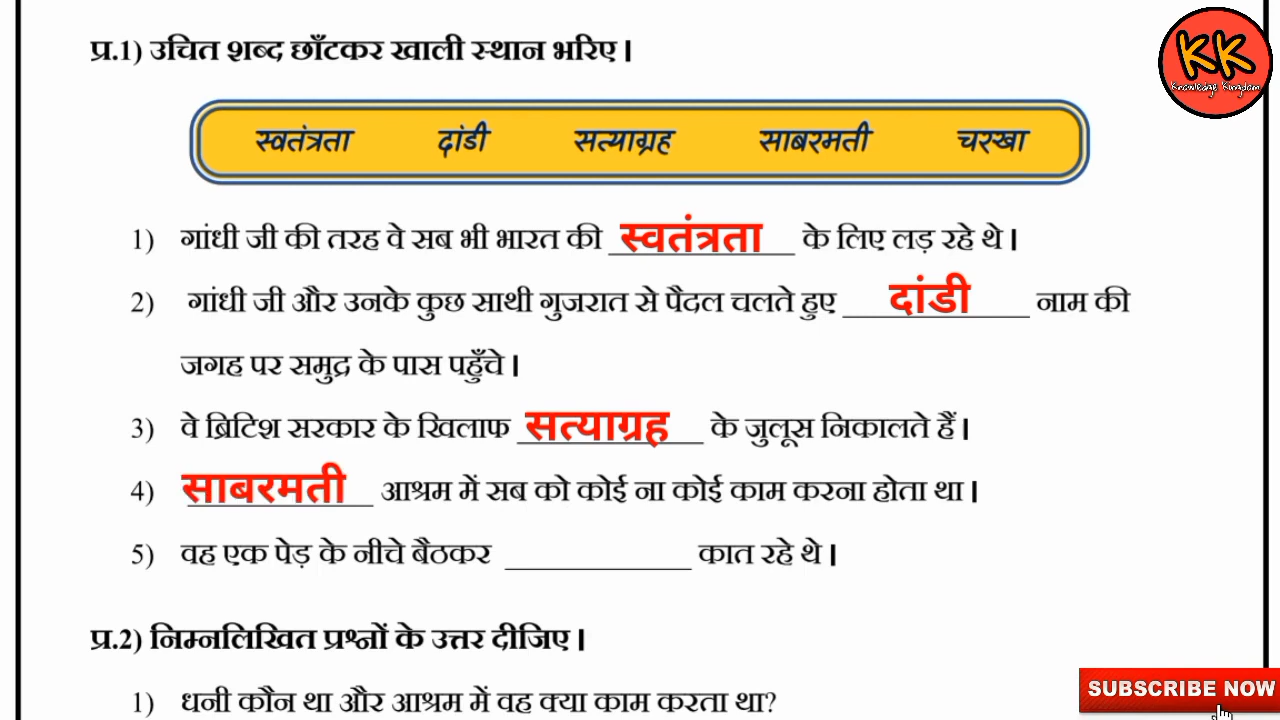 प्र.1) उचित शब्द छाँटकर खाली स्थान भरिए।
KK
Knowledge Kingdom
स्वतंत्रता दांडी सत्याग्रह साबरमती चरखा
1) गांधी जी की तरह वे सब भी भारत की स्वतंत्रता के लिए लड़ रहे थे।
2) गांधी जी और उनके कुछ साथी गुजरात से पैदल चलते हुए दांडी नाम की
जगह पर समुद्र के पास पहुँचे।
3) वे ब्रिटिश सरकार के खिलाफ सत्याग्रह के जुलूस निकालते हैं।
4) साबरमती आश्रम में सब को कोई ना कोई काम करना होता था।
5) वह एक पेड़ के नीचे बैठकर ____________ कात रहे थे।
प्र.2) निम्नलिखित प्रश्नों के उत्तर दीजिए।
1) धनी कौन था और आश्रम में वह क्या काम करता था?
SUBSCRIBE NOW